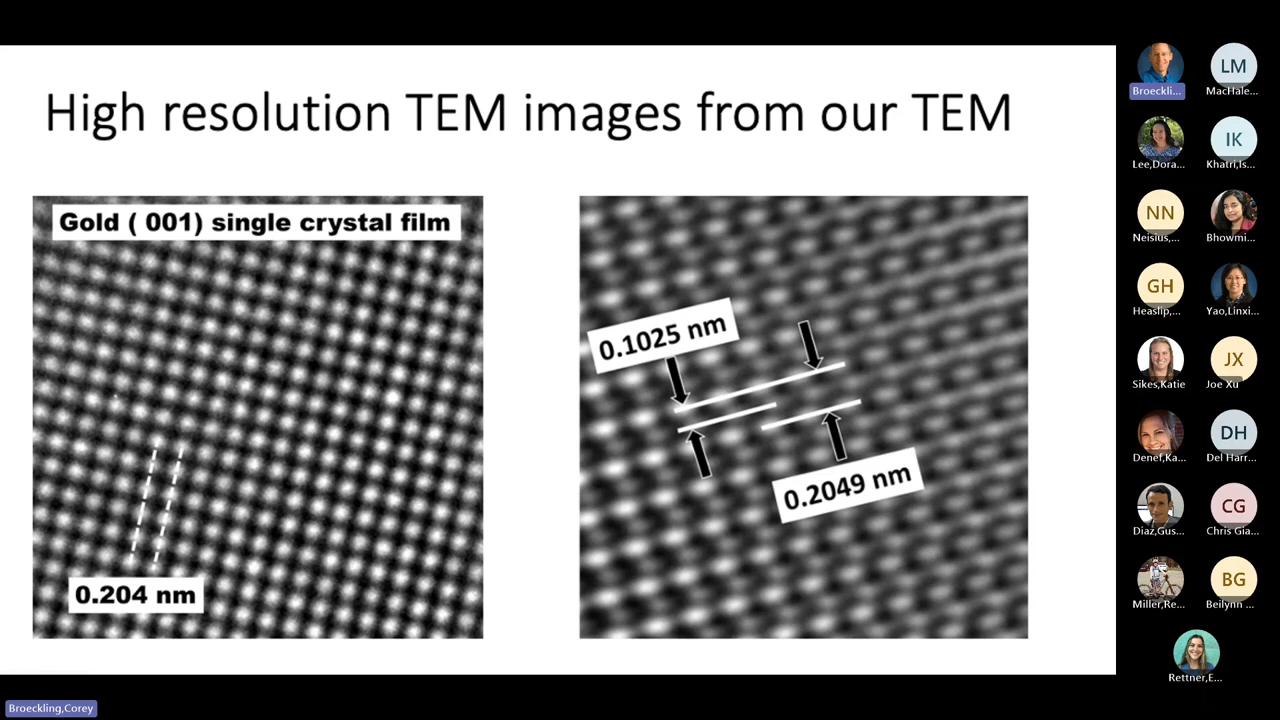 High resolution TEM images from our TEM
Gold ( 001) single crystal film
0.204 nm
0.1025 nm
0.2049 nm
Broeckli...
LM
MacHale...
Lee,Dora...
IK
Khatri,Is...
NN
Neisius,...
Bhowmi...
GH
Heaslip,...
Yao,Linxi...
Sikes,Katie
JX
Joe Xu
Denef,Ka...
DH
Del Harr...
Diaz,Gus...
CG
Chris Gia...
Miller,Re...
BG
Beilynn ...
Rettner,E...
Broeckling,Corey